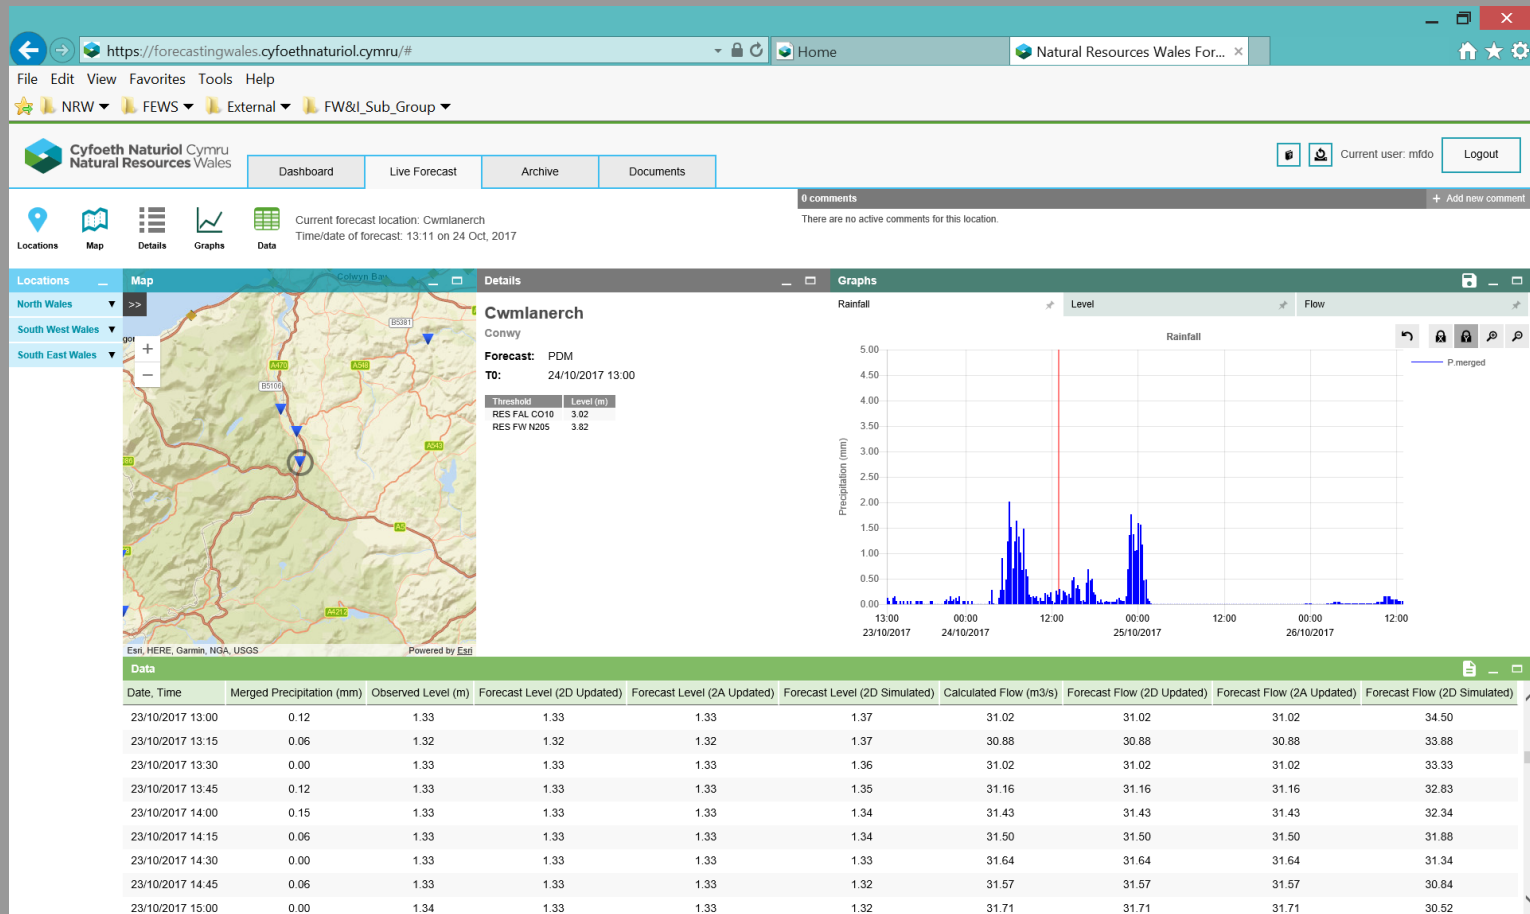 https://forecastingwales.cyfoethnaturiol.cymru/#
Home
Natural Resources Wales For...
File Edit View Favorites Tools Help
NRW FEWS External FW&I_Sub_Group
Cyfoeth Naturiol Cymru
Natural Resources Wales
Dashboard
Live Forecast
Archive
Documents
Current user: mfdo
Logout
Locations
Map
Details
Graphs
Data
Current forecast location: Cwmlanerch
Time/date of forecast: 13:11 on 24 Oct, 2017
0 comments
+ Add new comment
There are no active comments for this location.
Locations
North Wales
South West Wales
South East Wales
Map
>>
+
−
Colwyn Bay
B5381
A470
A548
B5106
A543
A5
A4212
Esri, HERE, Garmin, NGA, USGS
Powered by Esri
Details
Cwmlanerch
Conwy
Forecast: PDM
T0: 24/10/2017 13:00
Threshold Level (m)
RES FAL CO10 3.02
RES FW N205 3.82
Graphs
Rainfall
Level
Flow
Rainfall
P.merged
Precipitation (mm)
5.00
4.50
4.00
3.50
3.00
2.50
2.00
1.50
1.00
0.50
0.00
13:00 00:00 12:00 00:00 12:00 00:00 12:00
23/10/2017 24/10/2017 25/10/2017 26/10/2017
Data
Date, Time Merged Precipitation (mm) Observed Level (m) Forecast Level (2D Updated) Forecast Level (2A Updated) Forecast Level (2D Simulated) Calculated Flow (m3/s) Forecast Flow (2D Updated) Forecast Flow (2A Updated) Forecast Flow (2D Simulated)
23/10/2017 13:00 0.12 1.33 1.33 1.33 1.37 31.02 31.02 31.02 34.50
23/10/2017 13:15 0.06 1.32 1.32 1.32 1.37 30.88 30.88 30.88 33.88
23/10/2017 13:30 0.00 1.33 1.33 1.33 1.36 31.02 31.02 31.02 33.33
23/10/2017 13:45 0.12 1.33 1.33 1.33 1.35 31.16 31.16 31.16 32.83
23/10/2017 14:00 0.15 1.33 1.33 1.33 1.34 31.43 31.43 31.43 32.34
23/10/2017 14:15 0.06 1.33 1.33 1.33 1.34 31.50 31.50 31.50 31.88
23/10/2017 14:30 0.00 1.33 1.33 1.33 1.33 31.64 31.64 31.64 31.34
23/10/2017 14:45 0.06 1.33 1.33 1.33 1.32 31.57 31.57 31.57 30.84
23/10/2017 15:00 0.00 1.34 1.33 1.33 1.32 31.71 31.71 31.71 30.52